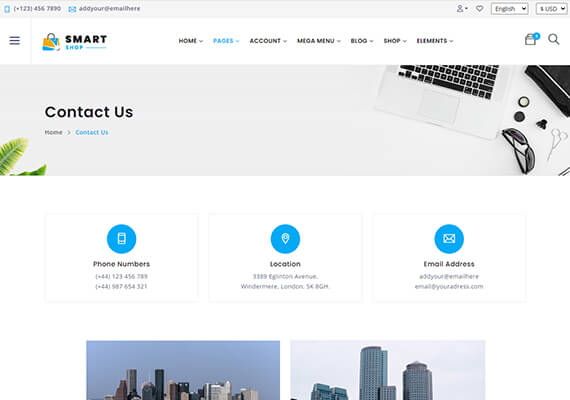 (+123) 456 7890 addyour@emailhere English $ USD
SMART
SHOP
HOME PAGES ACCOUNT MEGA MENU BLOG SHOP ELEMENTS
Contact Us
Home > Contact Us
Phone Numbers
(+44) 123 456 789
(+44) 987 654 321
Location
3389 Eglinton Avenue,
Windermere, London, SK 8GH.
Email Address
addyour@emailhere
email@youradress.com